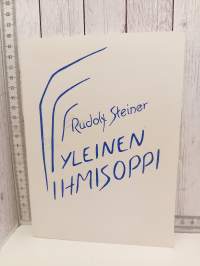 Rudolf Steiner
YLEINEN
IHMISOPPI